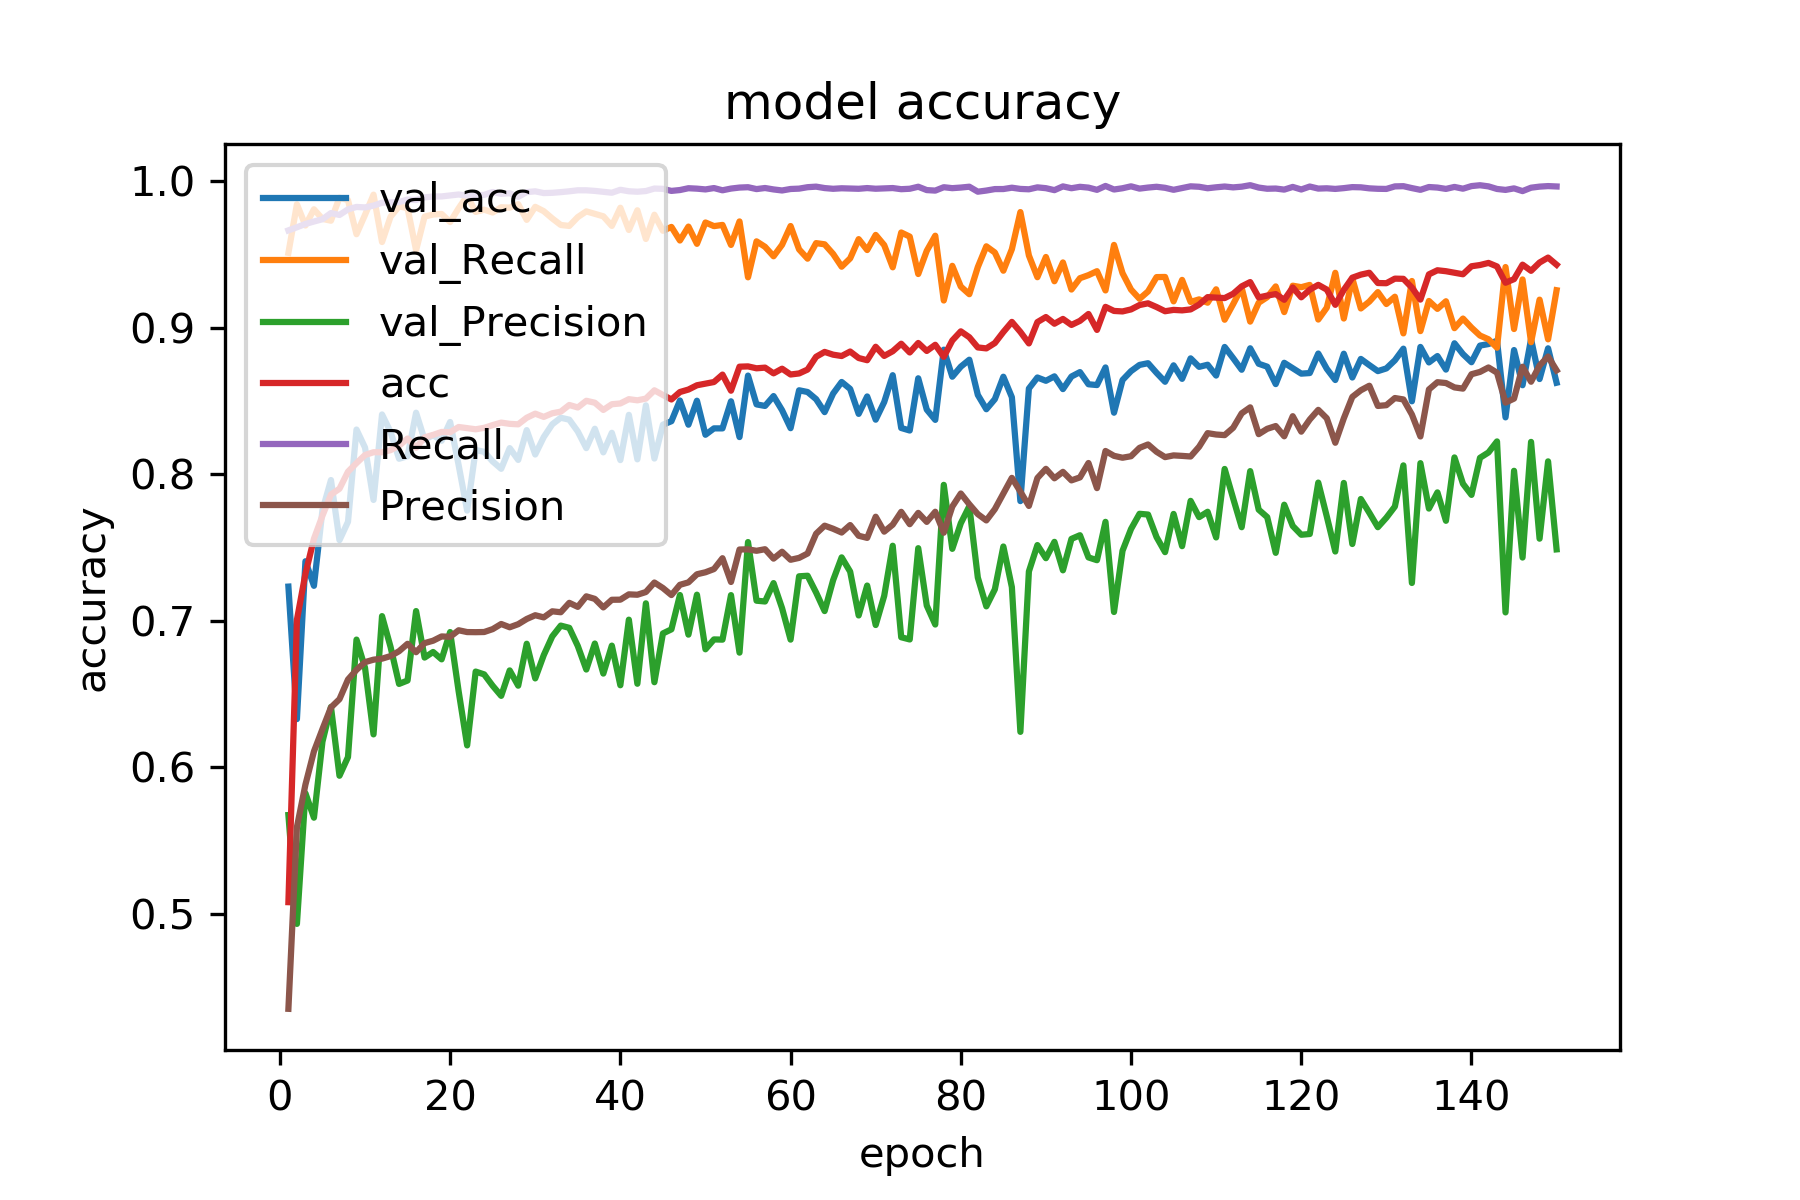 model accuracy
1.0
0.9
0.8
0.7
0.6
0.5
accuracy
val_acc
val_Recall
val_Precision
acc
Recall
Precision
0 20 40 60 80 100 120 140
epoch